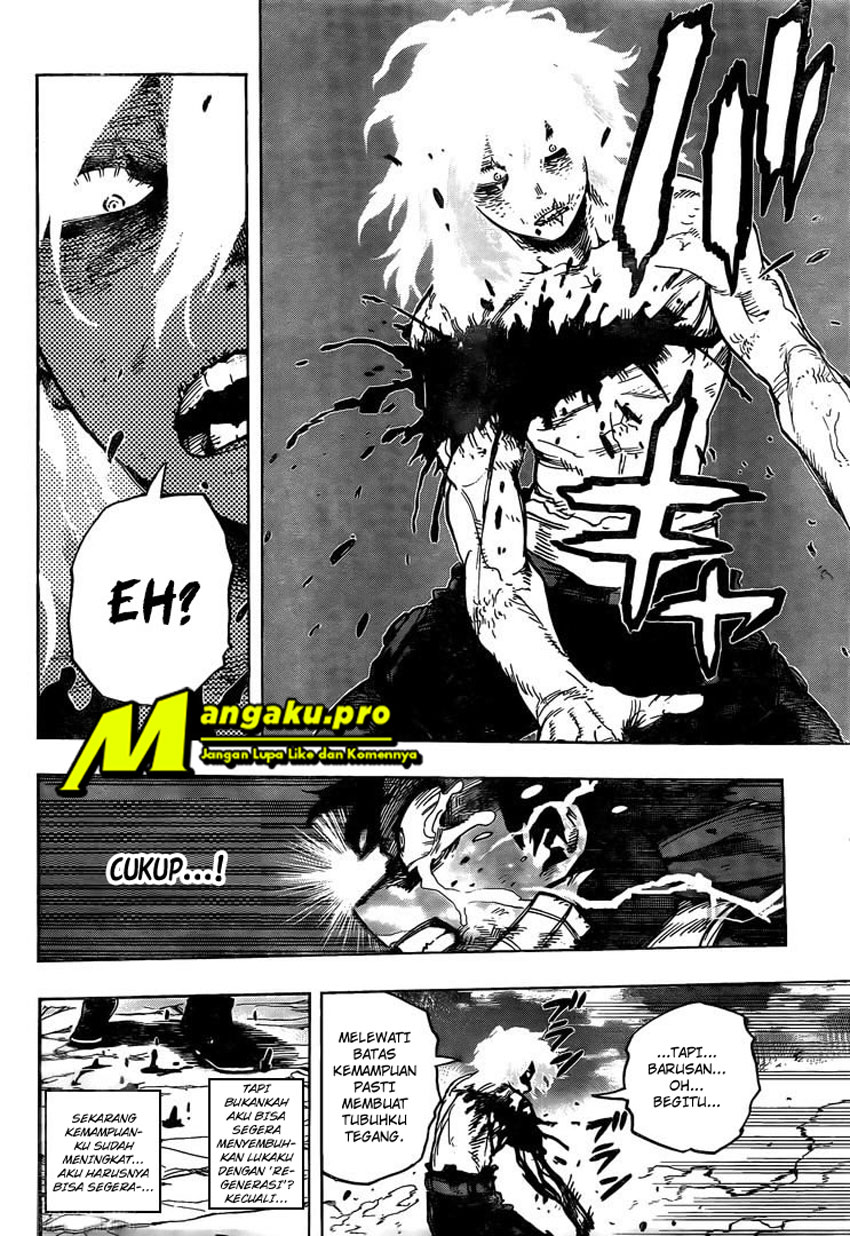 EH?
Mangaku.pro
Jangan Lupa Like dan Komennya
CUKUP...!
...TAPI...
BARUSAN...
OH...
BEGITU...
MELEWATI
BATAS
KEMAMPUAN
PASTI
MEMBUAT
TUBUHKU
TEGANG.
TAPI
BUKANKAH
AKU BISA
SEGERA
MENYEMBUH-
KAN LUKAKU
DENGAN 'RE-
GENERASI'?
KECUALI...
SEKARANG
KEMAMPUAN-
KU SUDAH
MENINGKAT...
AKU HARUSNYA
BISA SEGERA-...